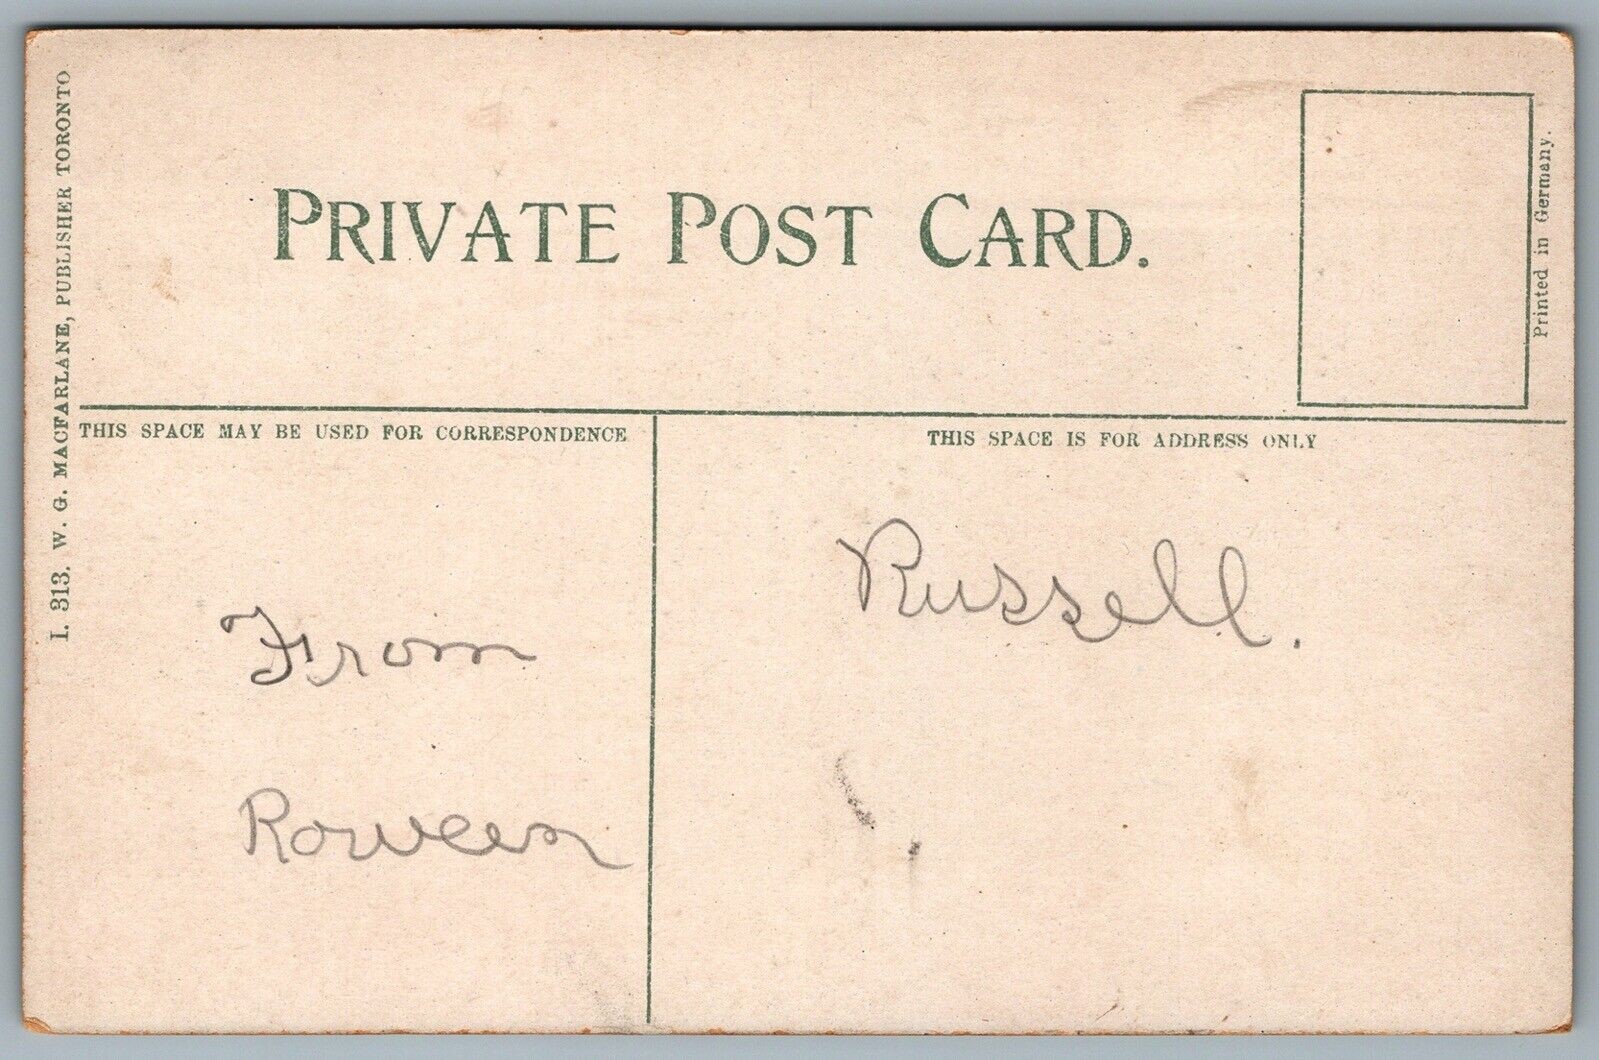 I. 313. W. G. MACFARLANE, PUBLISHER TORONTO
PRIVATE POST CARD.
Printed in Germany.
THIS SPACE MAY BE USED FOR CORRESPONDENCE
THIS SPACE IS FOR ADDRESS ONLY
From
Roween
Russell.